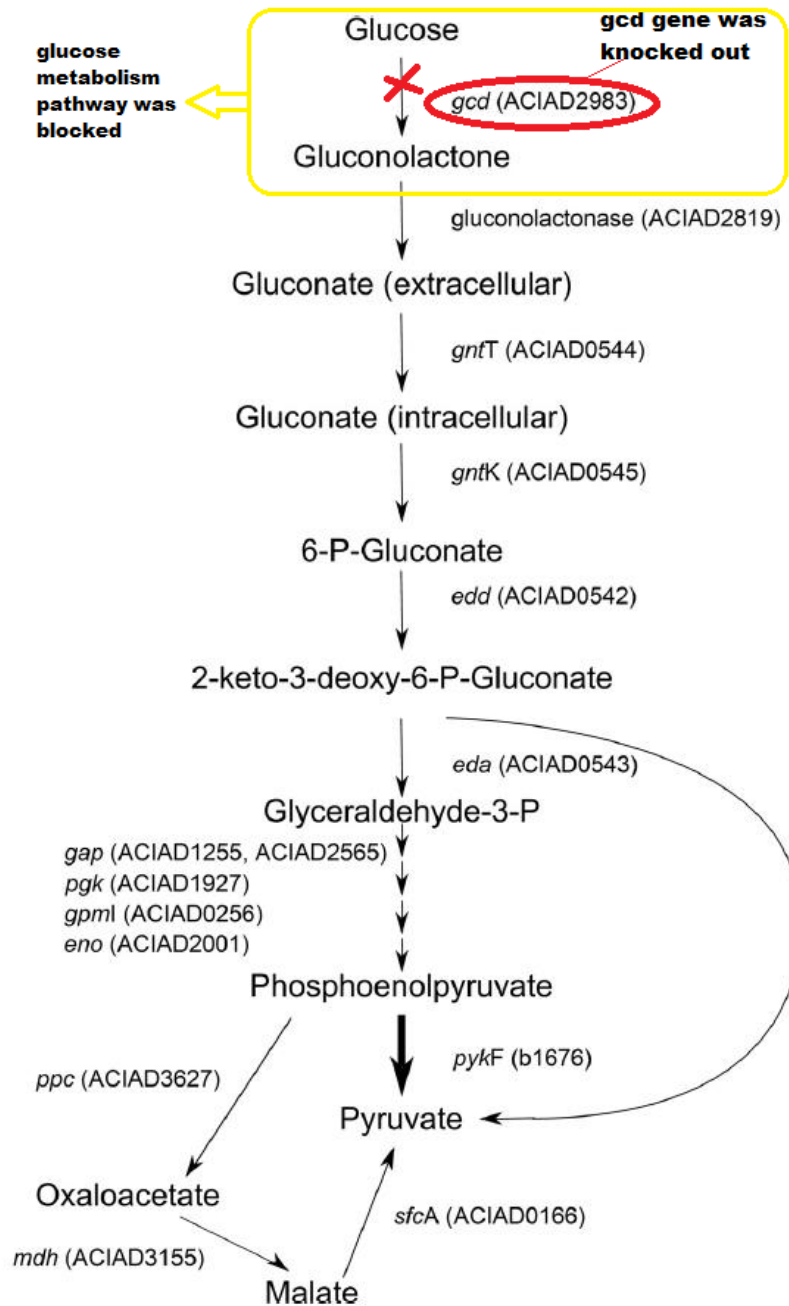 Glucose
gcd gene was
knocked out
glucose
metabolism
pathway was
blocked
gcd (ACIAD2983)
Gluconolactone
gluconolactonase (ACIAD2819)
Gluconate (extracellular)
gntT (ACIAD0544)
Gluconate (intracellular)
gntK (ACIAD0545)
6-P-Gluconate
edd (ACIAD0542)
2-keto-3-deoxy-6-P-Gluconate
eda (ACIAD0543)
Glyceraldehyde-3-P
gap (ACIAD1255, ACIAD2565)
pgk (ACIAD1927)
gpmI (ACIAD0256)
eno (ACIAD2001)
Phosphoenolpyruvate
ppc (ACIAD3627)
pykF (b1676)
Pyruvate
Oxaloacetate
sfcA (ACIAD0166)
mdh (ACIAD3155)
Malate